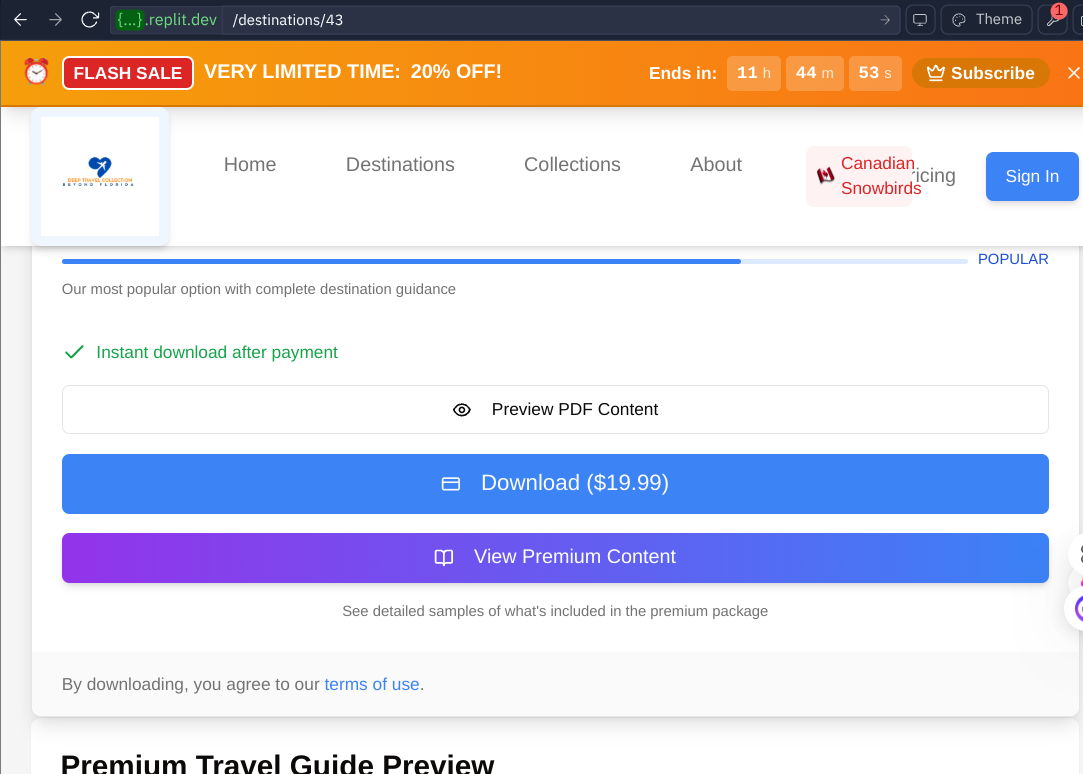 {...}.replit.dev /destinations/43 Theme 1
FLASH SALE VERY LIMITED TIME: 20% OFF! Ends in: 11 h 44 m 53 s Subscribe
DEER TRAVEL COLLECTION
BEYOND FLORIDA
Home Destinations Collections About Canadian Snowbirds ricing Sign In
POPULAR
Our most popular option with complete destination guidance
Instant download after payment
Preview PDF Content
Download ($19.99)
View Premium Content
See detailed samples of what's included in the premium package
By downloading, you agree to our terms of use.
Premium Travel Guide Preview